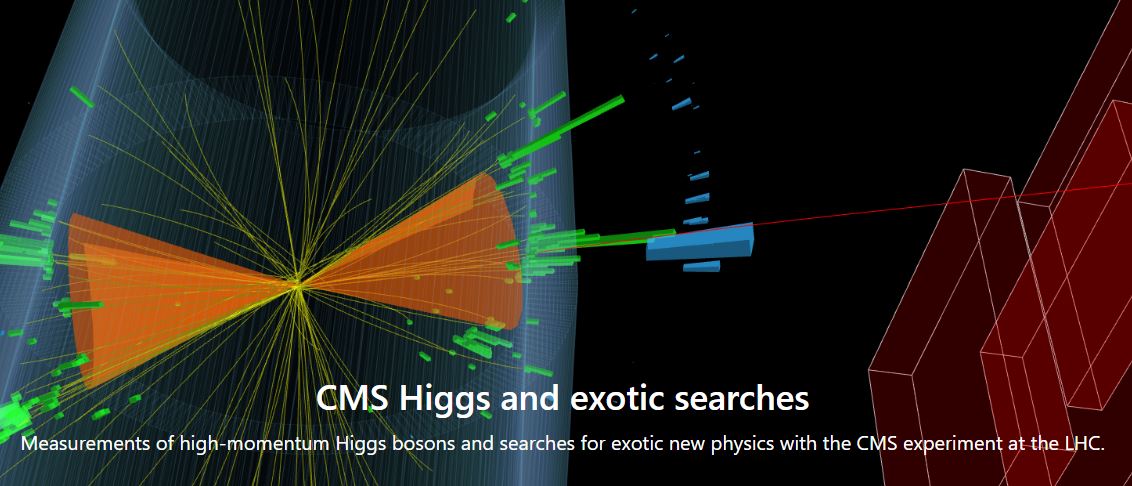 CMS Higgs and exotic searches
Measurements of high-momentum Higgs bosons and searches for exotic new physics with the CMS experiment at the LHC.